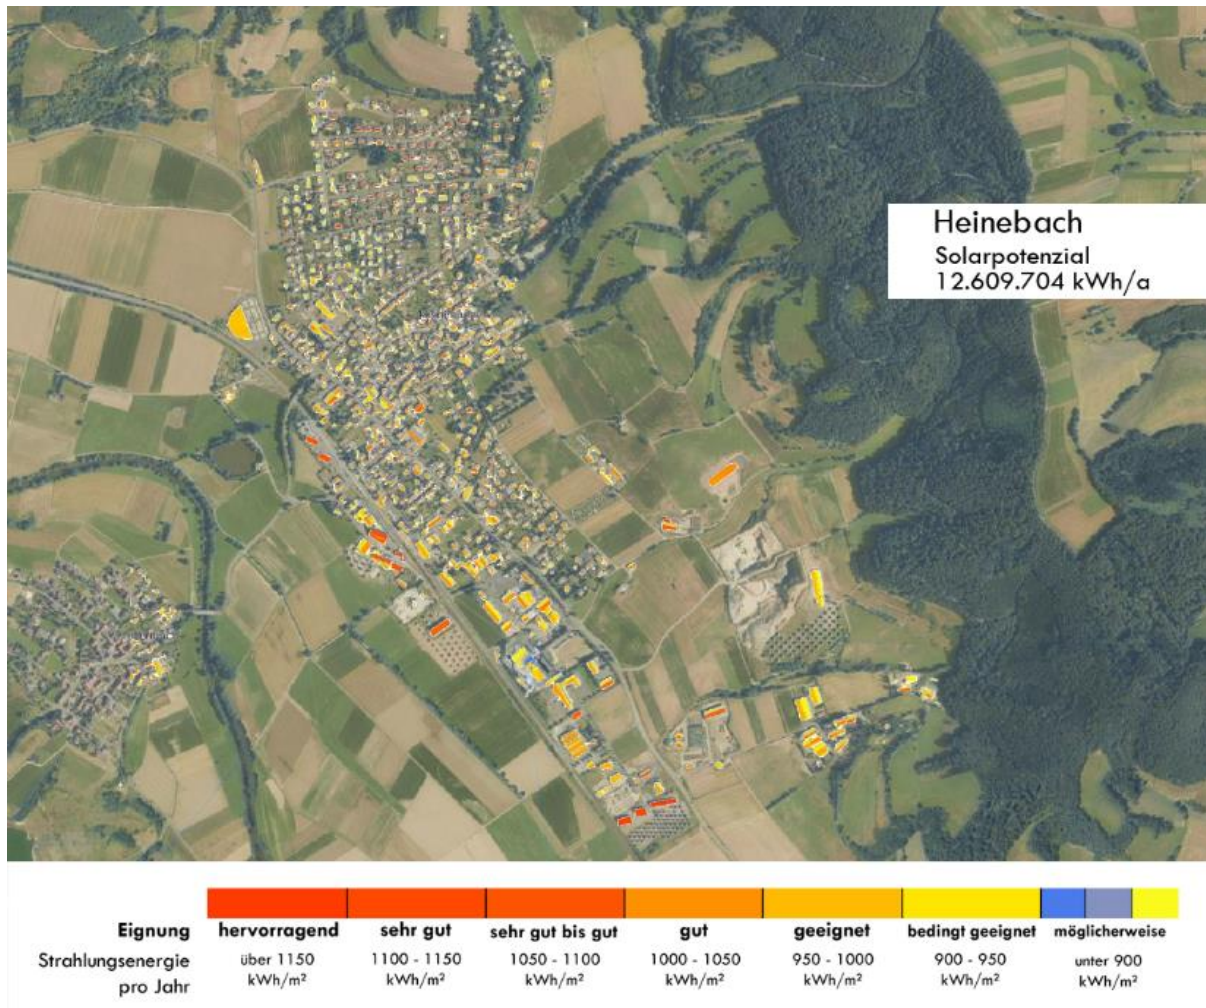 Heinebach
Solarpotenzial
12.609.704 kWh/a
Eignung hervorragend sehr gut sehr gut bis gut gut geeignet bedingt geeignet möglicherweise
Strahlungsenergie pro Jahr über 1150 kWh/m² 1100 - 1150 kWh/m² 1050 - 1100 kWh/m² 1000 - 1050 kWh/m² 950 - 1000 kWh/m² 900 - 950 kWh/m² unter 900 kWh/m²